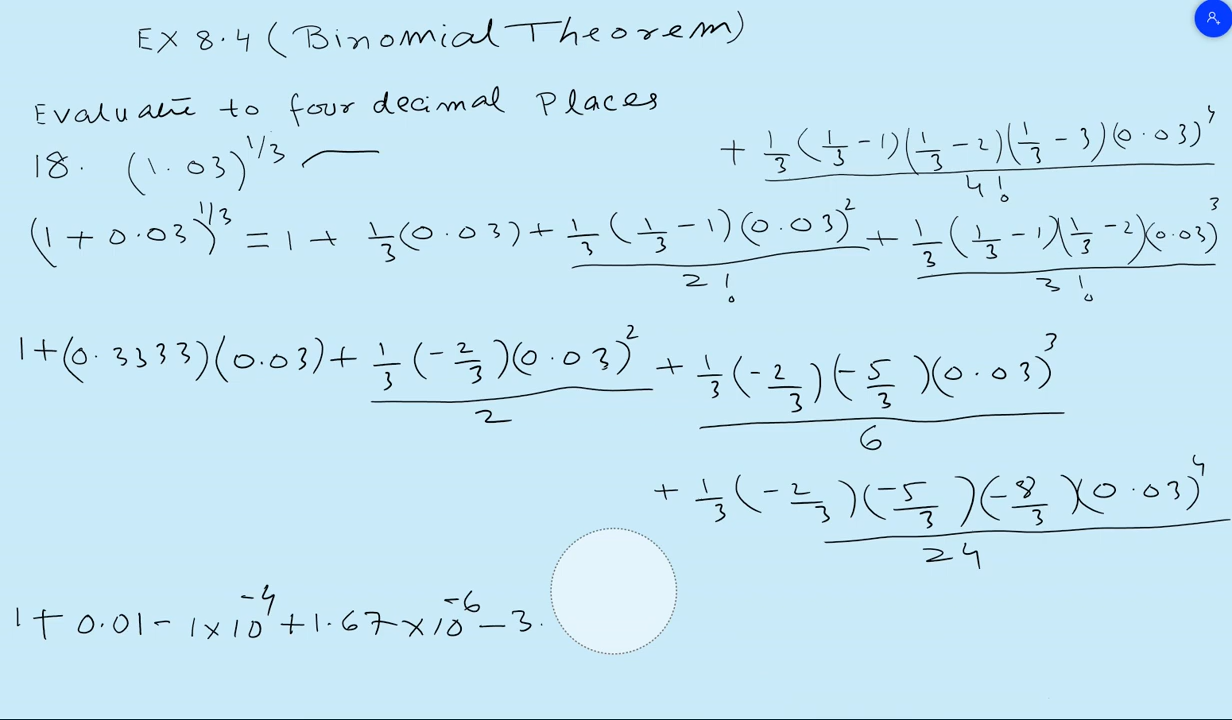 EX 8.4 (Binomial Theorem)
Evaluate to four decimal Places
18. (1.03)^{1/3}
(1 + 0.03)^{1/3} = 1 + 1/3 (0.03) + 1/3 (1/3 - 1)(0.03)^2 / 2! + 1/3 (1/3 - 1)(1/3 - 2)(0.03)^3 / 3!
+ 1/3 (1/3 - 1)(1/3 - 2)(1/3 - 3)(0.03)^4 / 4!
1 + (0.3333)(0.03) + 1/3 (-2/3)(0.03)^2 / 2 + 1/3 (-2/3)(-5/3)(0.03)^3 / 6
+ 1/3 (-2/3)(-5/3)(-8/3)(0.03)^4 / 24
1 + 0.01 - 1 × 10^{-4} + 1.67 × 10^{-6} - 3.